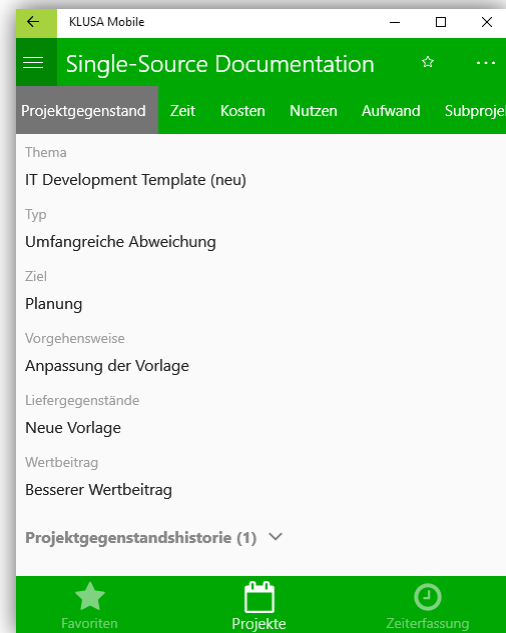 KLUSA Mobile
Single-Source Documentation
Projektgegenstand Zeit Kosten Nutzen Aufwand Subproje
Thema
IT Development Template (neu)
Typ
Umfangreiche Abweichung
Ziel
Planung
Vorgehensweise
Anpassung der Vorlage
Liefergegenstände
Neue Vorlage
Wertbeitrag
Besserer Wertbeitrag
Projektgegenstandshistorie (1)
Favoriten Projekte Zeiterfassung